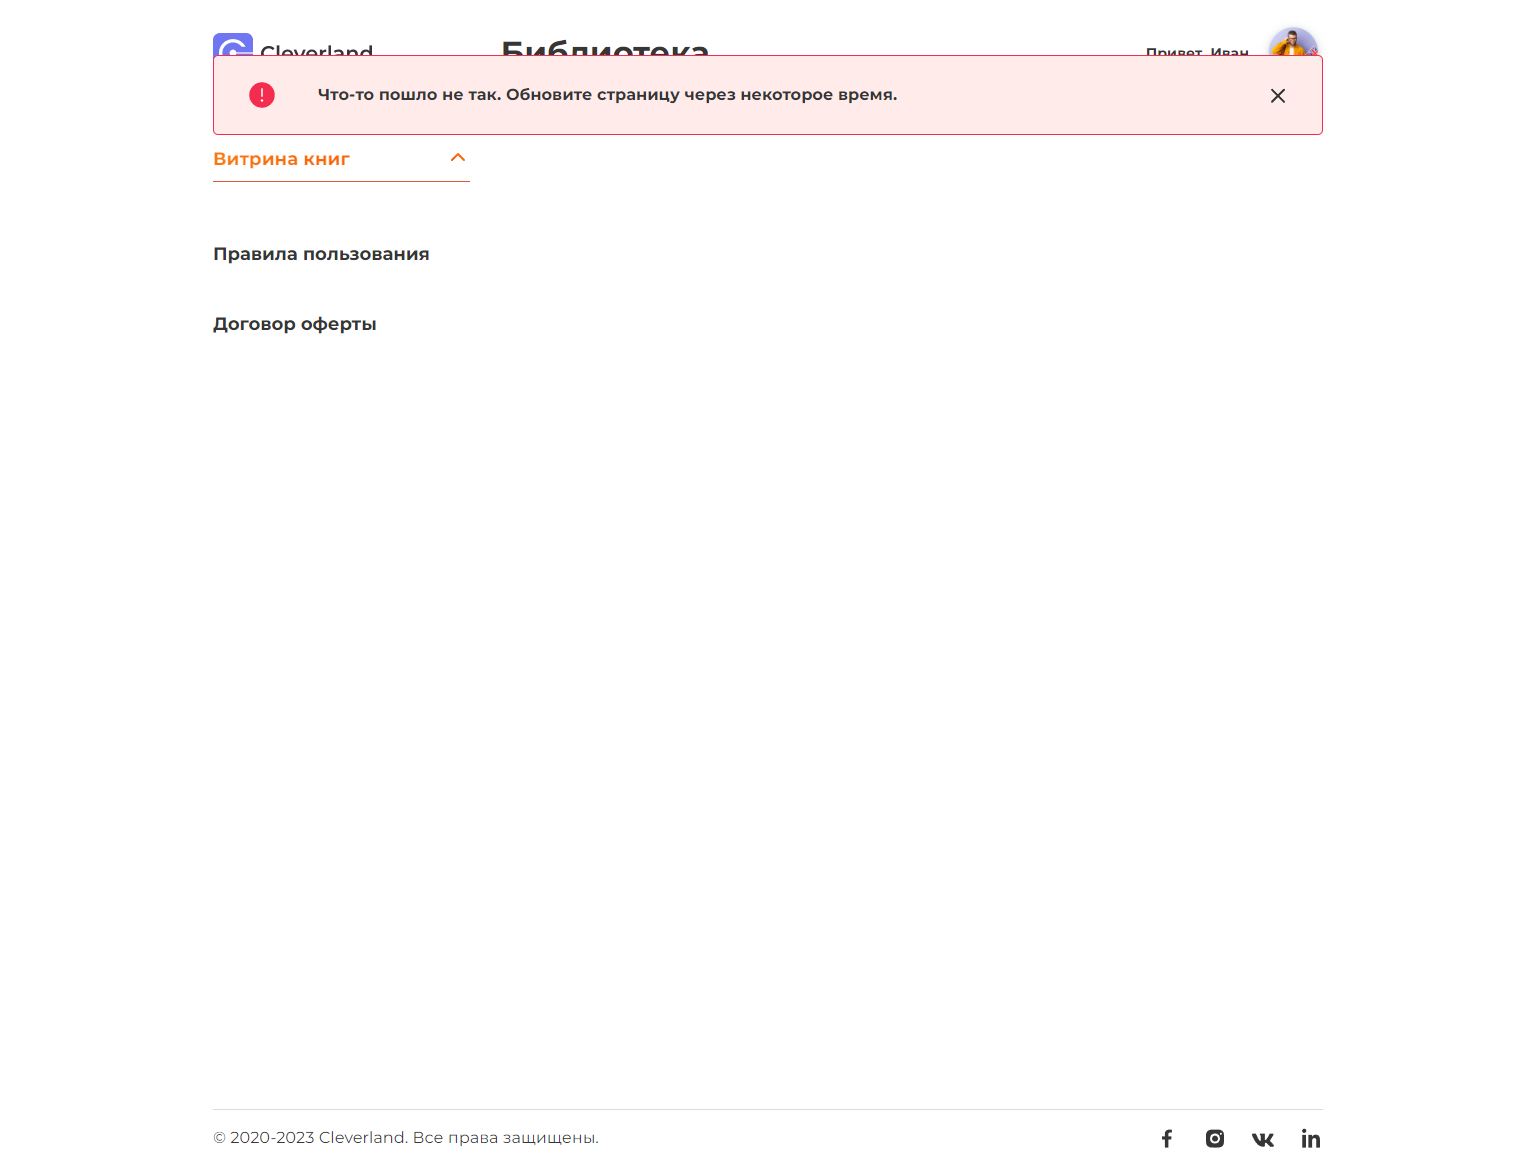 Cleverland
Библиотека
Привет, Иван
Что-то пошло не так. Обновите страницу через некоторое время.
Витрина книг
Правила пользования
Договор оферты
© 2020-2023 Cleverland. Все права защищены.